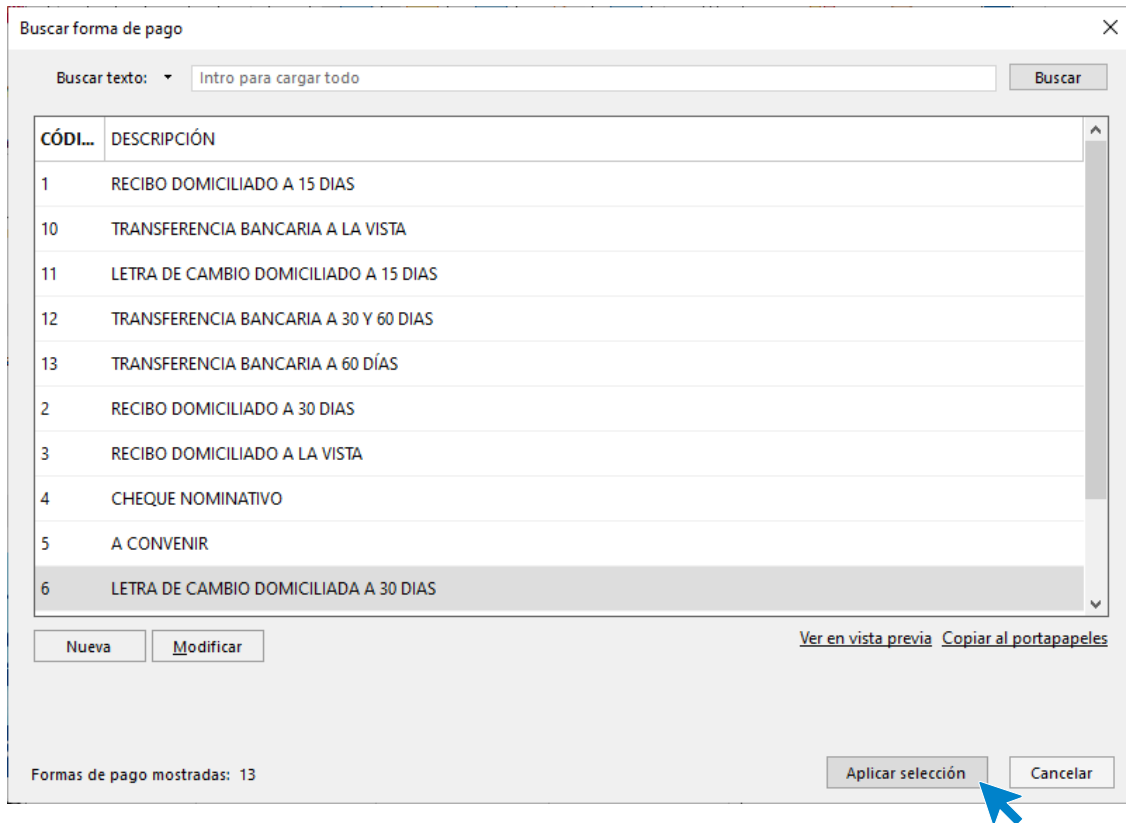 Buscar forma de pago
Buscar texto: Intro para cargar todo Buscar
CÓDI... DESCRIPCIÓN
1 RECIBO DOMICILIADO A 15 DIAS
10 TRANSFERENCIA BANCARIA A LA VISTA
11 LETRA DE CAMBIO DOMICILIADO A 15 DIAS
12 TRANSFERENCIA BANCARIA A 30 Y 60 DIAS
13 TRANSFERENCIA BANCARIA A 60 DÍAS
2 RECIBO DOMICILIADO A 30 DIAS
3 RECIBO DOMICILIADO A LA VISTA
4 CHEQUE NOMINATIVO
5 A CONVENIR
6 LETRA DE CAMBIO DOMICILIADA A 30 DIAS
Nueva Modificar Ver en vista previa Copiar al portapapeles
Formas de pago mostradas: 13 Aplicar selección Cancelar